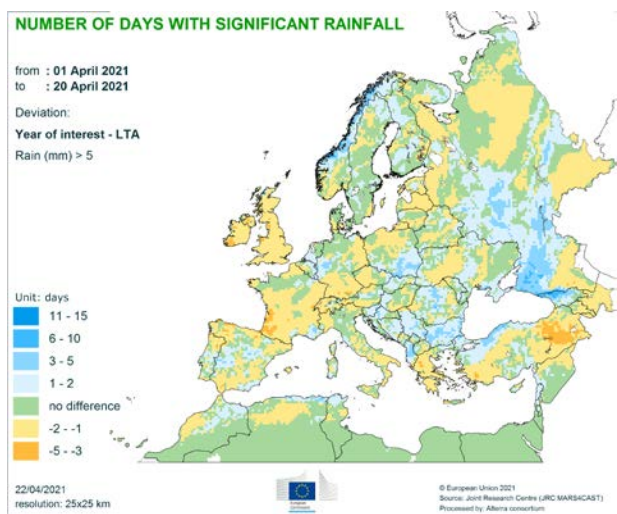 NUMBER OF DAYS WITH SIGNIFICANT RAINFALL
from : 01 April 2021
to : 20 April 2021
Deviation:
Year of interest - LTA
Rain (mm) > 5
Unit: days
11 - 15
6 - 10
3 - 5
1 - 2
no difference
-2 - -1
-5 - -3
22/04/2021
resolution: 25x25 km
European
Commission
© European Union 2021
Source: Joint Research Centre (JRC MARS4CAST)
Processed by: Alterra consortium